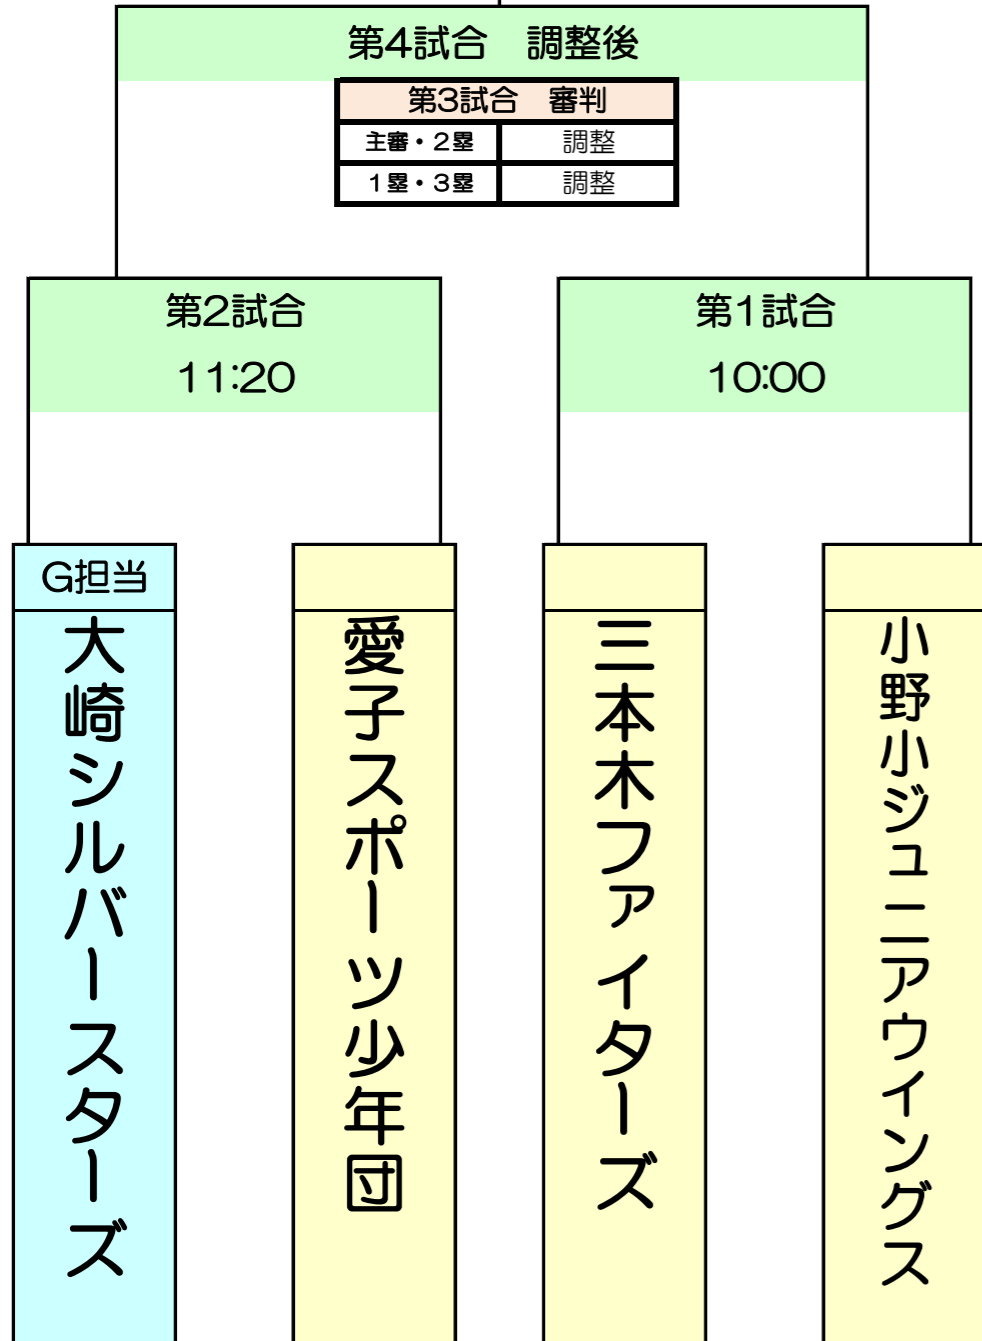 第4試合　調整後
第3試合　審判
主審・2塁　調整
1塁・3塁　調整
第2試合
11:20
第1試合
10:00
G担当
大崎シルバースターズ
愛子スポーツ少年団
三本木ファイターズ
小野小ジュニアウイングス